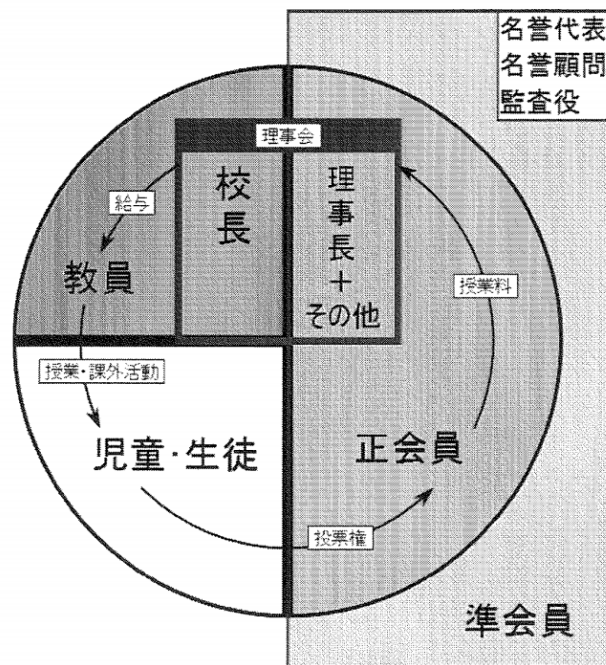 名誉代表
名誉顧問
監査役
理事会
校長
理事長＋
その他
給与
教員
授業料
授業・課外活動
児童・生徒
正会員
投票権
準会員